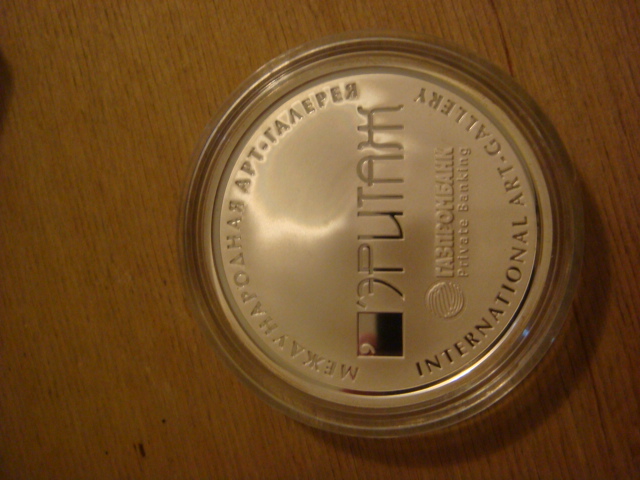 МЕЖДУНАРОДНАЯ АРТ-ГАЛЕРЕЯ
'ЭРИТАЖ
ГАЗПРОМБАНК
Private Banking
INTERNATIONAL ART-GALLERY